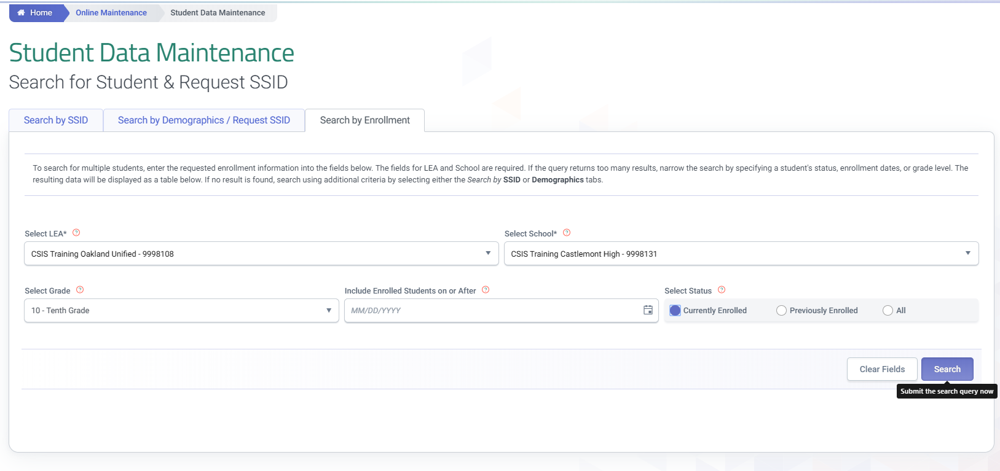 Home
Online Maintenance
Student Data Maintenance
Student Data Maintenance
Search for Student & Request SSID
Search by SSID
Search by Demographics / Request SSID
Search by Enrollment
To search for multiple students, enter the requested enrollment information into the fields below. The fields for LEA and School are required. If the query returns too many results, narrow the search by specifying a student's status, enrollment dates, or grade level. The
resulting data will be displayed as a table below. If no result is found, search using additional criteria by selecting either the Search by SSID or Demographics tabs.
Select LEA* ?
Select School* ?
CSIS Training Oakland Unified - 9998108
CSIS Training Castlemont High - 9998131
Select Grade ?
Include Enrolled Students on or After ?
Select Status ?
10 - Tenth Grade
MM/DD/YYYY
Currently Enrolled
Previously Enrolled
All
Clear Fields
Search
Submit the search query now